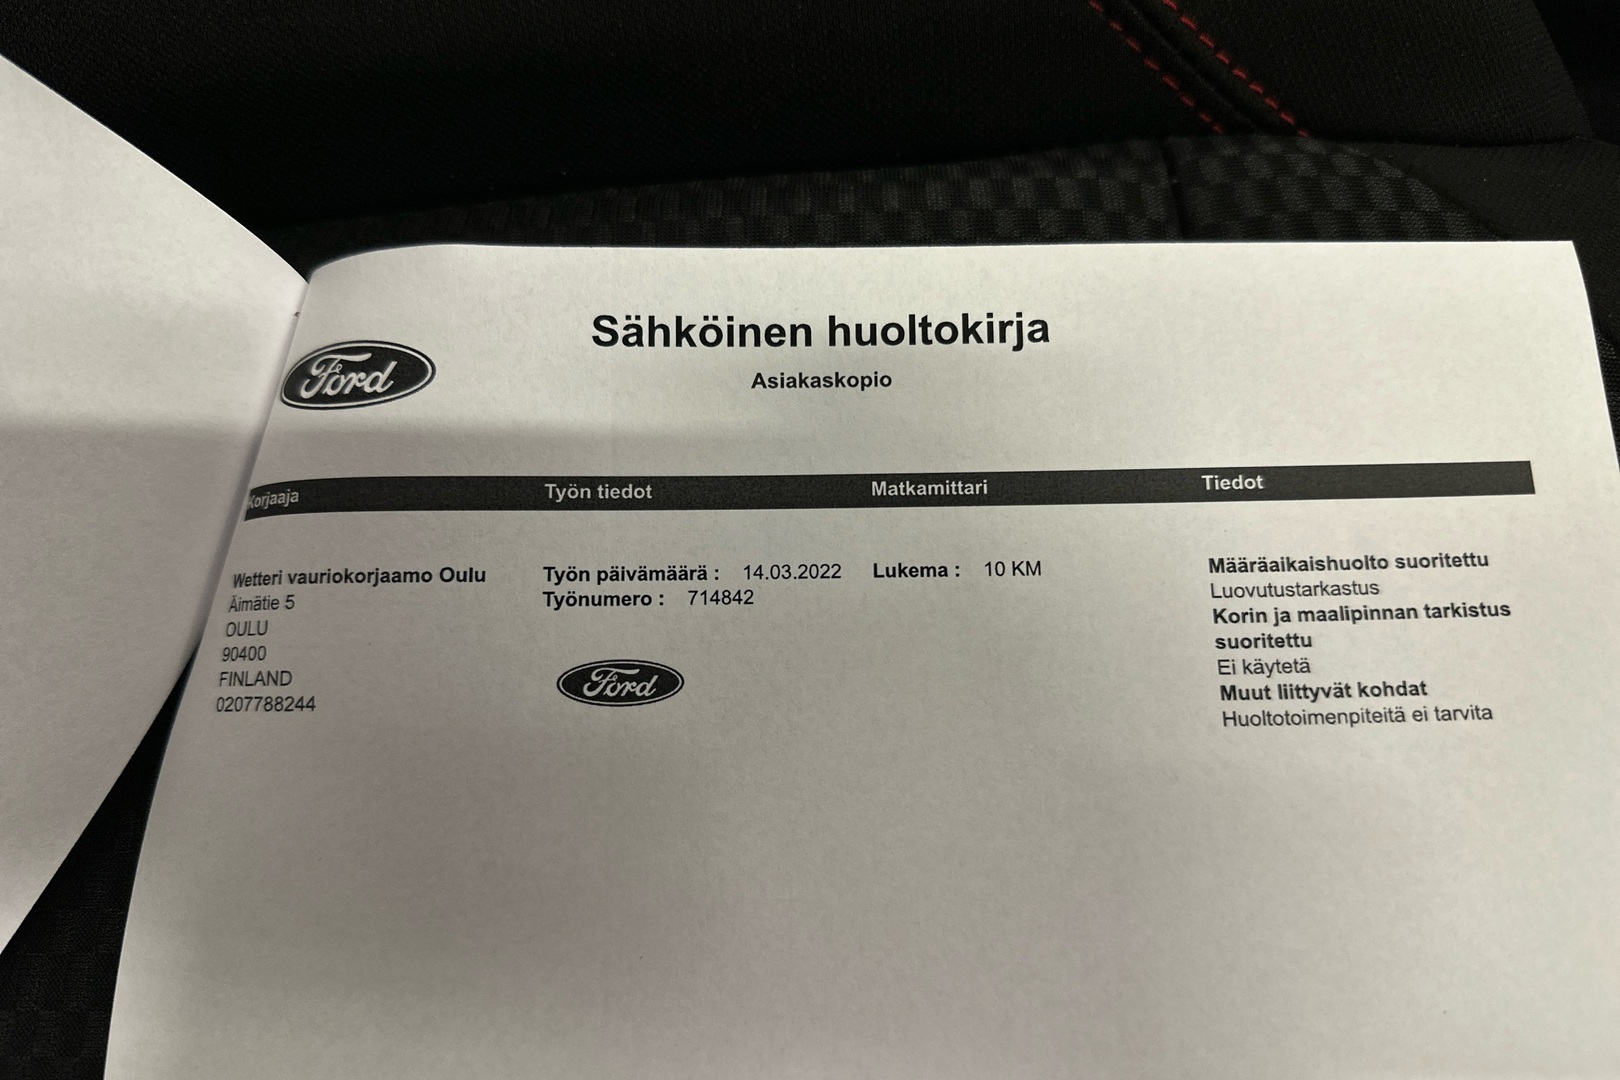 Sähköinen huoltokirja
Ford
Asiakaskopio
Korjaaja Työn tiedot Matkamittari Tiedot
Wetteri vauriokorjaamo Oulu
Äimätie 5
OULU
90400
FINLAND
0207788244
Työn päivämäärä : 14.03.2022
Työnumero : 714842
Ford
Lukema : 10 KM
Määräaikaishuolto suoritettu
Luovutustarkastus
Korin ja maalipinnan tarkistus
suoritettu
Ei käytetä
Muut liittyvät kohdat
Huoltotoimenpiteitä ei tarvita